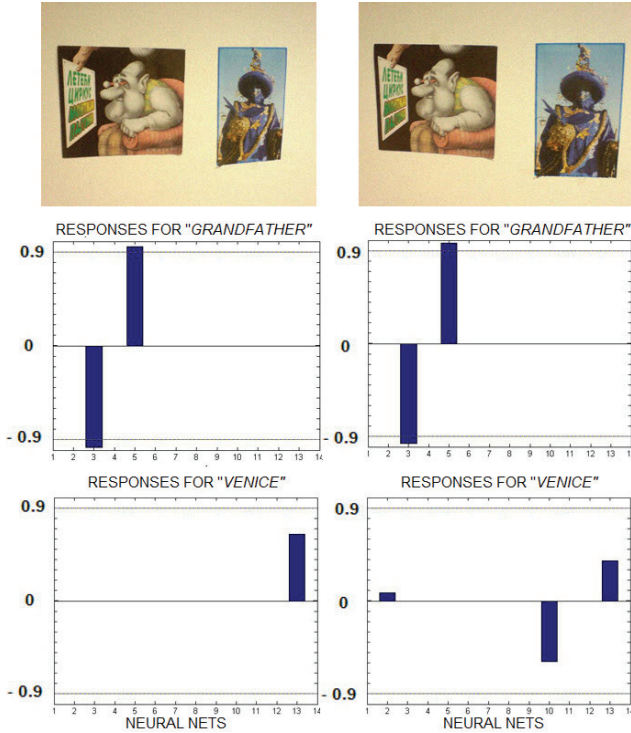 ЛЕТЕЋИ
ЦИРКУС
ЛЕТЕЋИ
ЦИРКУС
RESPONSES FOR "GRANDFATHER"
0.9
0
- 0.9
1 2 3 4 5 6 7 8 9 10 11 12 13 14
RESPONSES FOR "GRANDFATHER"
0.9
0
- 0.9
1 2 3 4 5 6 7 8 9 10 11 12 13 14
RESPONSES FOR "VENICE"
0.9
0
- 0.9
1 2 3 4 5 6 7 8 9 10 11 12 13 14
NEURAL NETS
RESPONSES FOR "VENICE"
0.9
0
- 0.9
1 2 3 4 5 6 7 8 9 10 11 12 13 14
NEURAL NETS